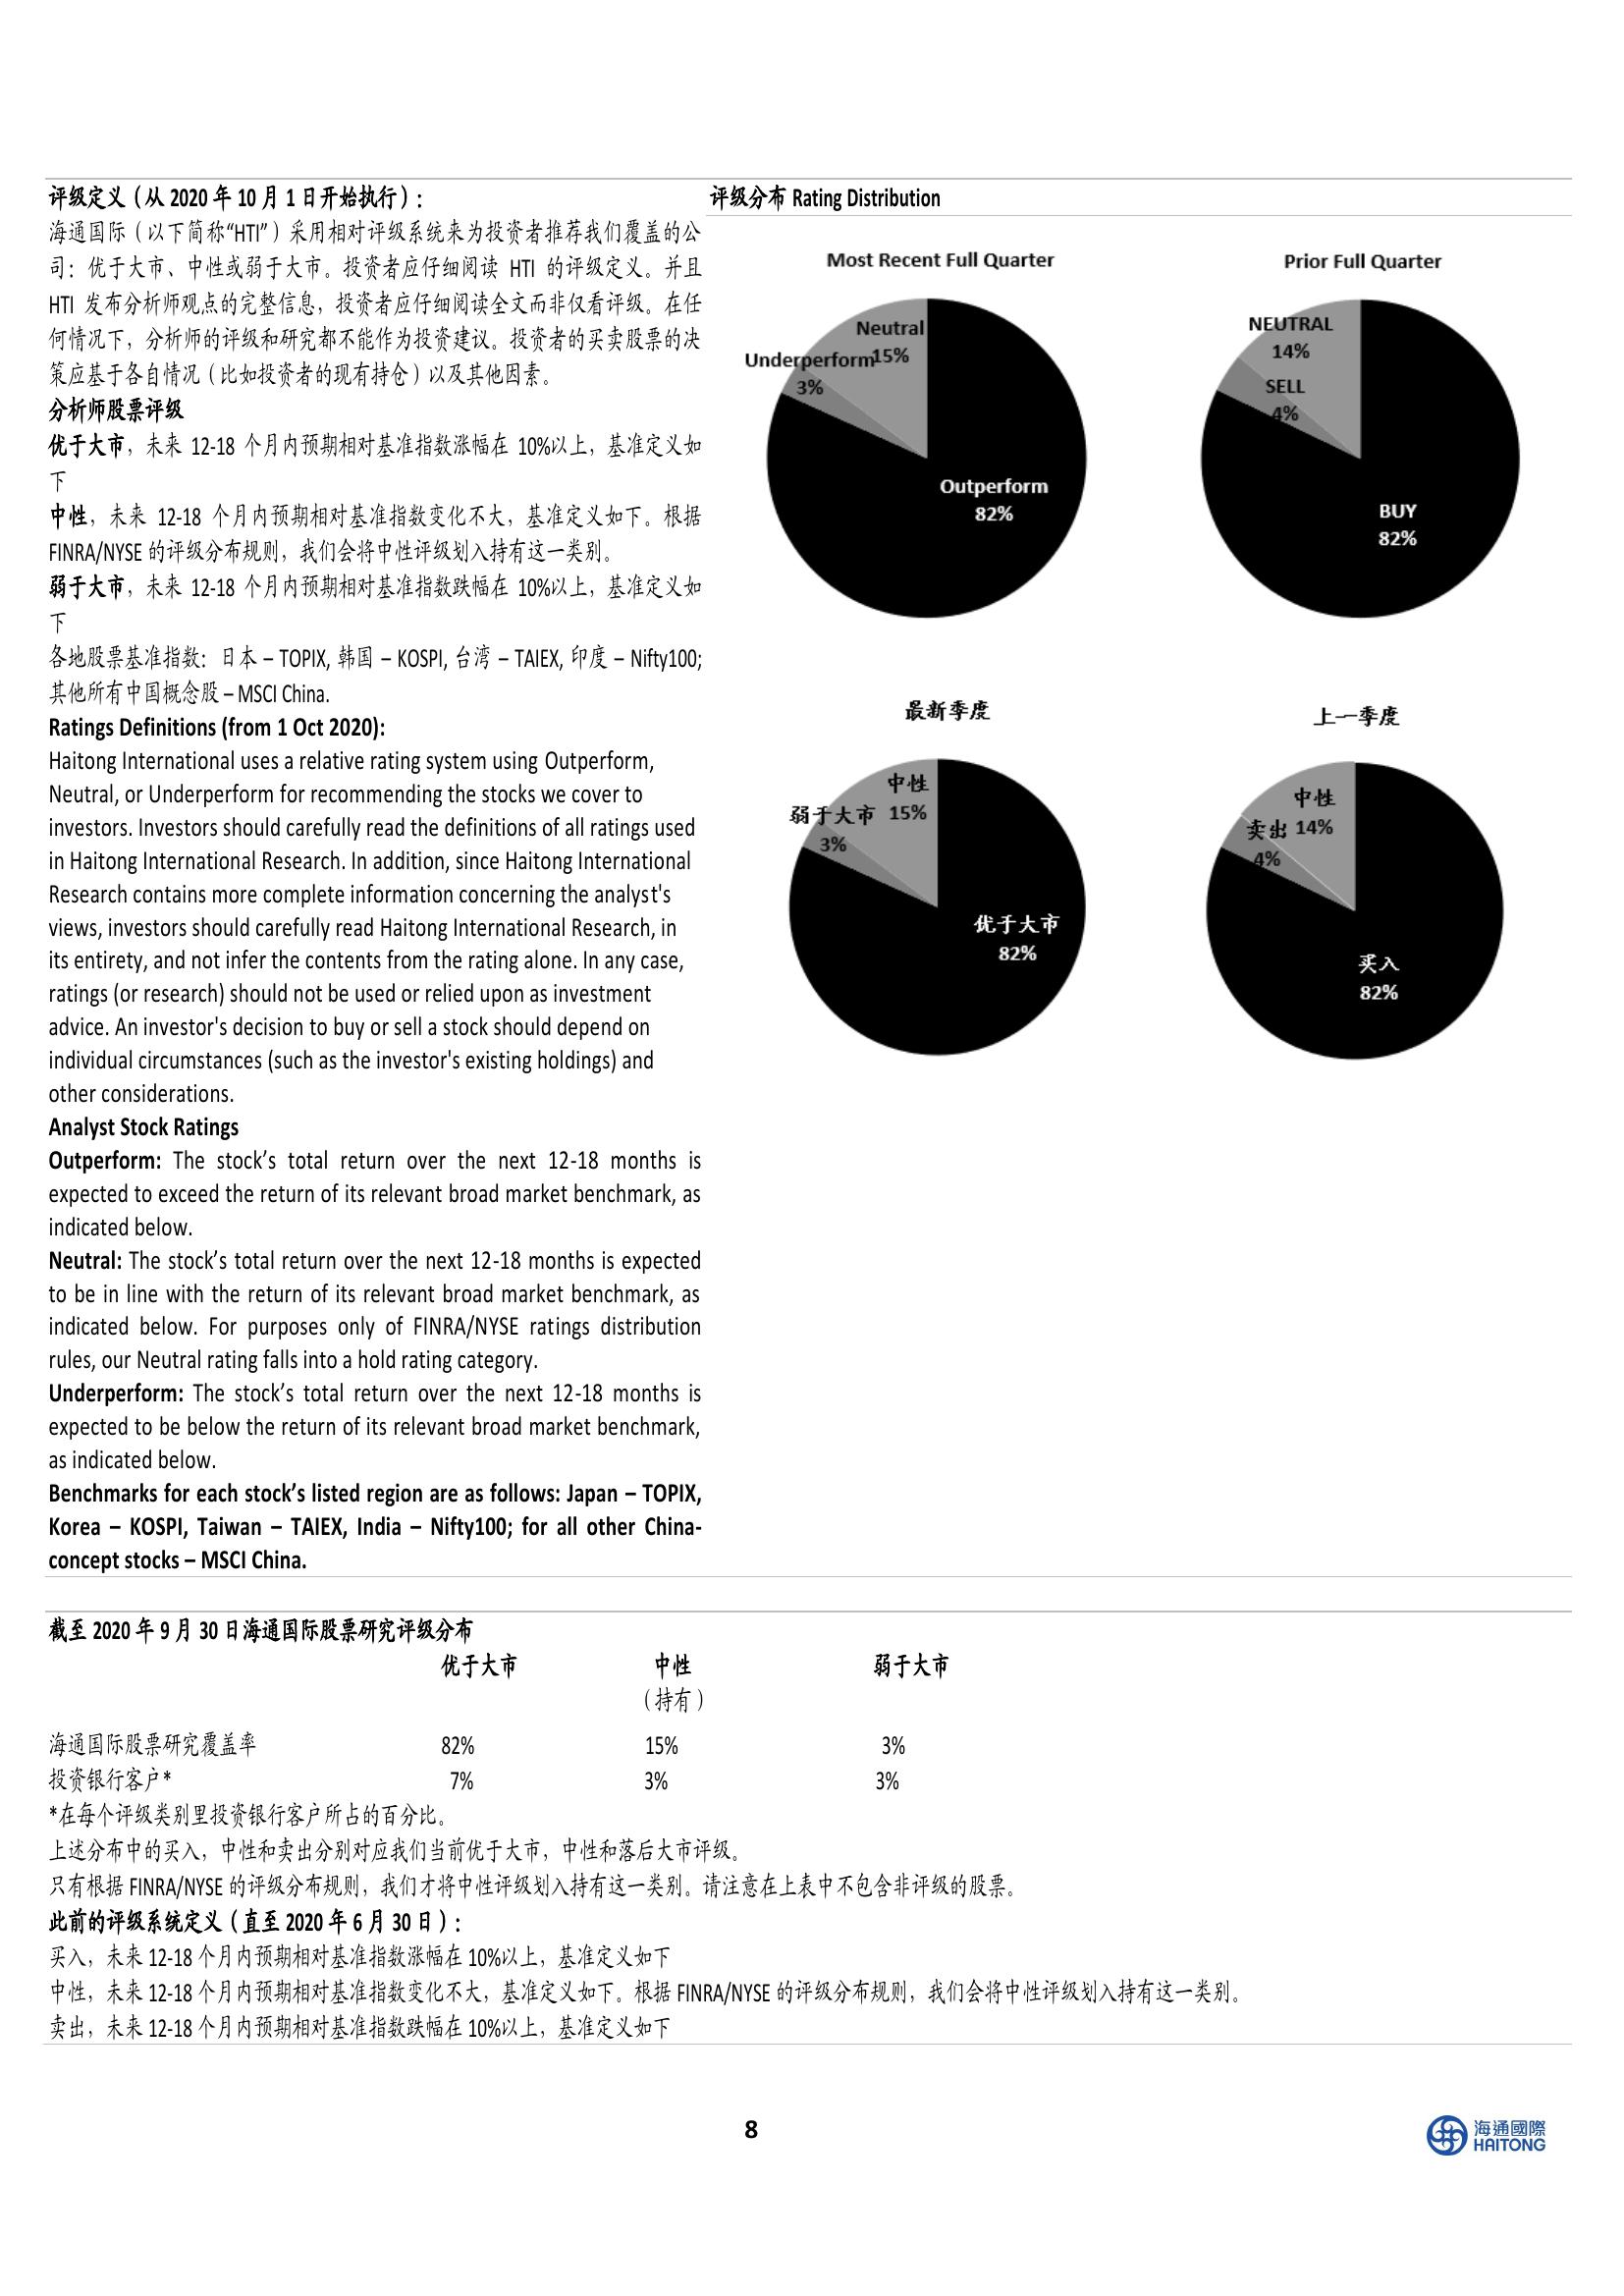 评级定义（从 2020 年 10 月 1 日开始执行）:
海通国际（以下简称“HTI”）采用相对评级系统来为投资者推荐我们覆盖的公
司：优于大市、中性或弱于大市。投资者应仔细阅读 HTI 的评级定义。并且
HTI 发布分析师观点的完整信息，投资者应仔细阅读全文而非仅看评级。在任
何情况下，分析师的评级和研究都不能作为投资建议。投资者的买卖股票的决
策应基于各自情况（比如投资者的现有持仓）以及其他因素。
分析师股票评级
优于大市，未来 12-18 个月内预期相对基准指数涨幅在 10%以上，基准定义如
下
中性，未来 12-18 个月内预期相对基准指数变化不大，基准定义如下。根据
FINRA/NYSE 的评级分布规则，我们会将中性评级划入持有这一类别。
弱于大市，未来 12-18 个月内预期相对基准指数跌幅在 10%以上，基准定义如
下
各地股票基准指数：日本 – TOPIX, 韩国 – KOSPI, 台湾 – TAIEX, 印度 – Nifty100;
其他所有中国概念股 – MSCI China.
Ratings Definitions (from 1 Oct 2020):
Haitong International uses a relative rating system using Outperform,
Neutral, or Underperform for recommending the stocks we cover to
investors. Investors should carefully read the definitions of all ratings used
in Haitong International Research. In addition, since Haitong International
Research contains more complete information concerning the analyst's
views, investors should carefully read Haitong International Research, in
its entirety, and not infer the contents from the rating alone. In any case,
ratings (or research) should not be used or relied upon as investment
advice. An investor's decision to buy or sell a stock should depend on
individual circumstances (such as the investor's existing holdings) and
other considerations.
Analyst Stock Ratings
Outperform: The stock’s total return over the next 12-18 months is
expected to exceed the return of its relevant broad market benchmark, as
indicated below.
Neutral: The stock’s total return over the next 12-18 months is expected
to be in line with the return of its relevant broad market benchmark, as
indicated below. For purposes only of FINRA/NYSE ratings distribution
rules, our Neutral rating falls into a hold rating category.
Underperform: The stock’s total return over the next 12-18 months is
expected to be below the return of its relevant broad market benchmark,
as indicated below.
Benchmarks for each stock’s listed region are as follows: Japan – TOPIX,
Korea – KOSPI, Taiwan – TAIEX, India – Nifty100; for all other China-
concept stocks – MSCI China.
评级分布 Rating Distribution
Most Recent Full Quarter
Neutral
15%
Underperform
3%
Outperform
82%
Prior Full Quarter
NEUTRAL
14%
SELL
4%
BUY
82%
最新季度
中性
15%
弱于大市
3%
优于大市
82%
上一季度
中性
14%
卖出
4%
买入
82%
截至 2020 年 9 月 30 日海通国际股票研究评级分布
优于大市 中性 弱于大市
（持有）
海通国际股票研究覆盖率 82% 15% 3%
投资银行客户* 7% 3% 3%
*在每个评级类别里投资银行客户所占的百分比。
上述分布中的买入，中性和卖出分别对应我们当前优于大市，中性和落后大市评级。
只有根据 FINRA/NYSE 的评级分布规则，我们才将中性评级划入持有这一类别。请注意在上表中不包含非评级的股票。
此前的评级系统定义（直至 2020 年 6 月 30 日）:
买入，未来 12-18 个月内预期相对基准指数涨幅在 10%以上，基准定义如下
中性，未来 12-18 个月内预期相对基准指数变化不大，基准定义如下。根据 FINRA/NYSE 的评级分布规则，我们会将中性评级划入持有这一类别。
卖出，未来 12-18 个月内预期相对基准指数跌幅在 10%以上，基准定义如下
8
海通國際
HAITONG